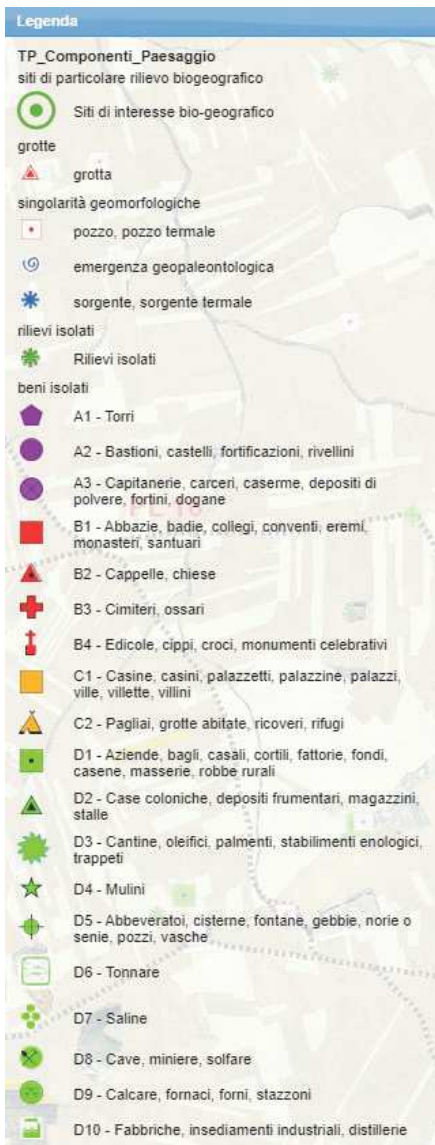 Legenda
TP_Componenti_Paesaggio
siti di particolare rilievo biogeografico
Siti di interesse bio-geografico
grotte
grotta
singolarità geomorfologiche
pozzo, pozzo termale
emergenza geopaleontologica
sorgente, sorgente termale
rilievi isolati
Rilievi isolati
beni isolati
A1 - Torri
A2 - Bastioni, castelli, fortificazioni, rivellini
A3 - Capitanerie, carceri, caserme, depositi di
polvere, fortini, dogane
B1 - Abbazie, badie, collegi, conventi, eremi,
monasteri, santuari
B2 - Cappelle, chiese
B3 - Cimiteri, ossari
B4 - Edicole, cippi, croci, monumenti celebrativi
C1 - Casine, casini, palazzetti, palazzine, palazzi,
ville, villette, villini
C2 - Pagliai, grotte abitate, ricoveri, rifugi
D1 - Aziende, bagli, casali, cortili, fattorie, fondi,
casene, masserie, robbe rurali
D2 - Case coloniche, depositi frumentari, magazzini,
stalle
D3 - Cantine, oleifici, palmenti, stabilimenti enologici,
trappeti
D4 - Mulini
D5 - Abbeveratoi, cisterne, fontane, gebbie, norie o
senie, pozzi, vasche
D6 - Tonnare
D7 - Saline
D8 - Cave, miniere, solfare
D9 - Calcare, fornaci, forni, stazzoni
D10 - Fabbriche, insediamenti industriali, distillerie